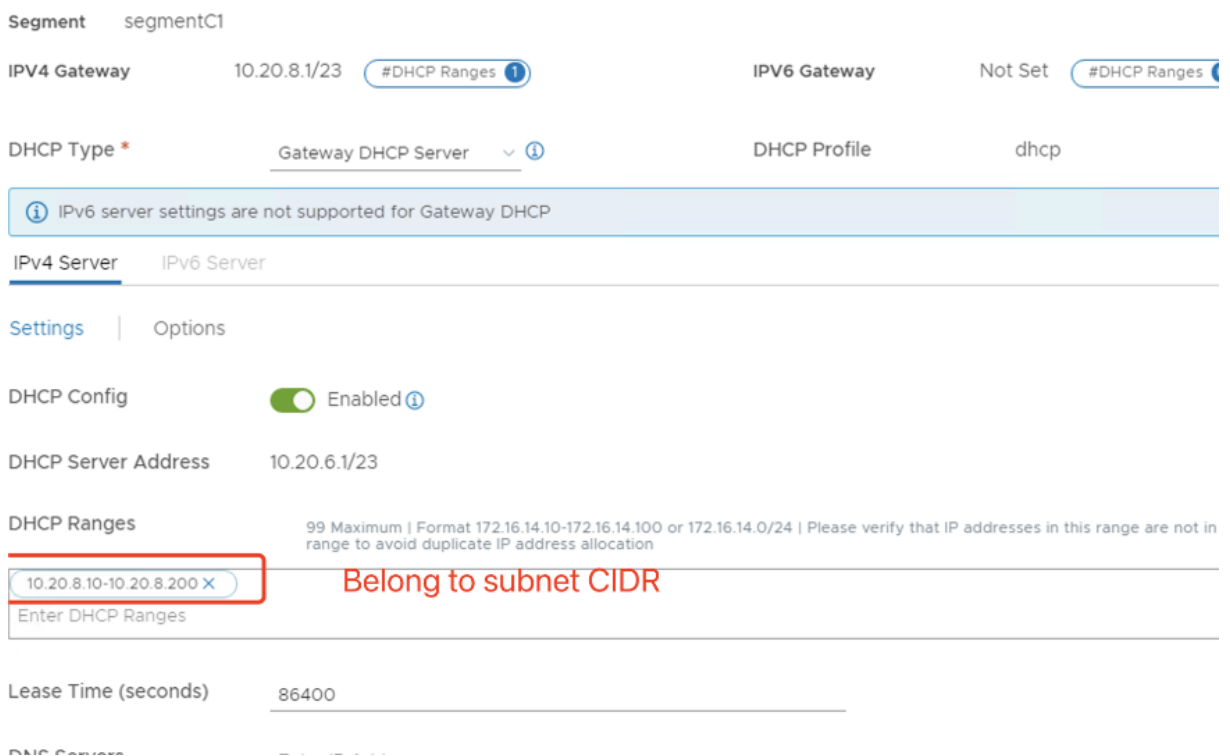 Segment segmentC1
IPV4 Gateway 10.20.8.1/23 #DHCP Ranges 1 IPV6 Gateway Not Set #DHCP Ranges
DHCP Type * Gateway DHCP Server DHCP Profile dhcp
IPv6 server settings are not supported for Gateway DHCP
IPv4 Server IPv6 Server
Settings | Options
DHCP Config Enabled
DHCP Server Address 10.20.6.1/23
DHCP Ranges 99 Maximum | Format 172.16.14.10-172.16.14.100 or 172.16.14.0/24 | Please verify that IP addresses in this range are not in
range to avoid duplicate IP address allocation
10.20.8.10-10.20.8.200 × Belong to subnet CIDR
Enter DHCP Ranges
Lease Time (seconds) 86400
DNS Servers